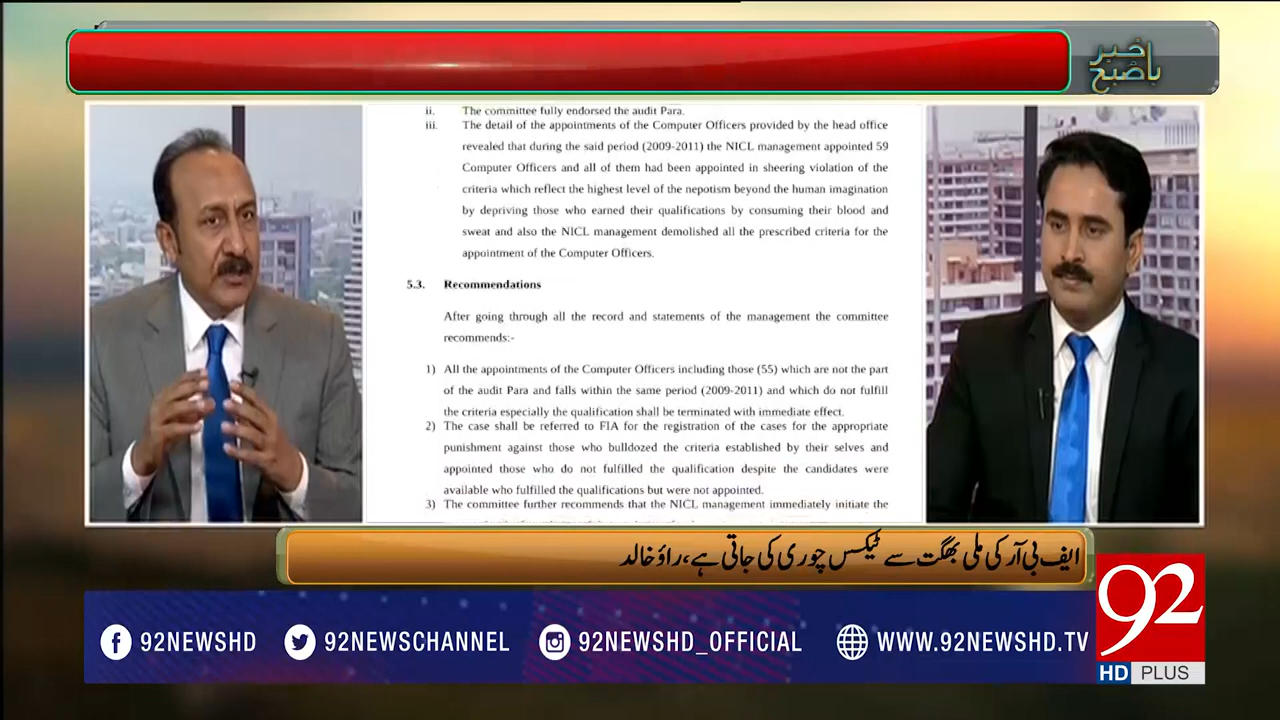 باخبر صبح
ii. The committee fully endorsed the audit Para.
iii. The detail of the appointments of the Computer Officers provided by the head office
revealed that during the said period (2009-2011) the NICL management appointed 59
Computer Officers and all of them had been appointed in sheering violation of the
criteria which reflect the highest level of the nepotism beyond the human imagination
by depriving those who earned their qualifications by consuming their blood and
sweat and also the NICL management demolished all the prescribed criteria for the
appointment of the Computer Officers.
5.3. Recommendations
After going through all the record and statements of the management the committee
recommends:-
1) All the appointments of the Computer Officers including those (55) which are not the part
of the audit Para and falls within the same period (2009-2011) and which do not fulfill
the criteria especially the qualification shall be terminated with immediate effect.
2) The case shall be referred to FIA for the registration of the cases for the appropriate
punishment against those who bulldozed the criteria established by their selves and
appointed those who do not fulfilled the qualification despite the candidates were
available who fulfilled the qualifications but were not appointed.
3) The committee further recommends that the NICL management immediately initiate the
ایف بی آر کی ملی بھگت سے ٹیکس چوری کی جاتی ہے، راؤ خالد
92NEWSHD 92NEWSCHANNEL 92NEWSHD_OFFICIAL WWW.92NEWSHD.TV
92
HD PLUS